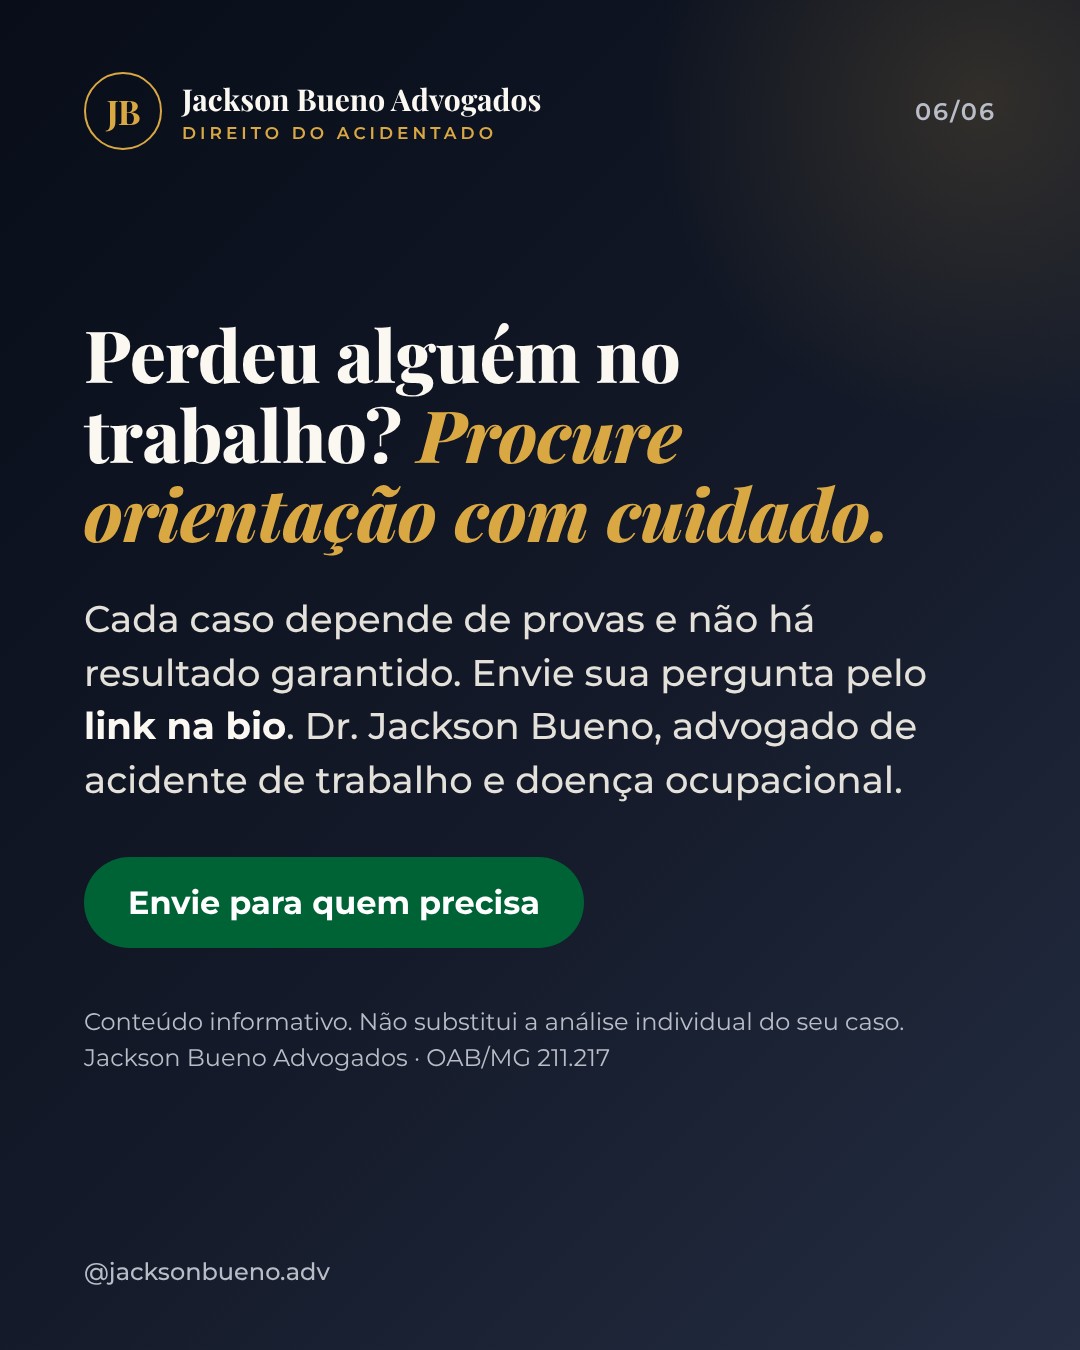 JB
Jackson Bueno Advogados
DIREITO DO ACIDENTADO
06/06
Perdeu alguém no
trabalho? Procure
orientação com cuidado.
Cada caso depende de provas e não há
resultado garantido. Envie sua pergunta pelo
link na bio. Dr. Jackson Bueno, advogado de
acidente de trabalho e doença ocupacional.
Envie para quem precisa
Conteúdo informativo. Não substitui a análise individual do seu caso.
Jackson Bueno Advogados · OAB/MG 211.217
@jacksonbueno.adv